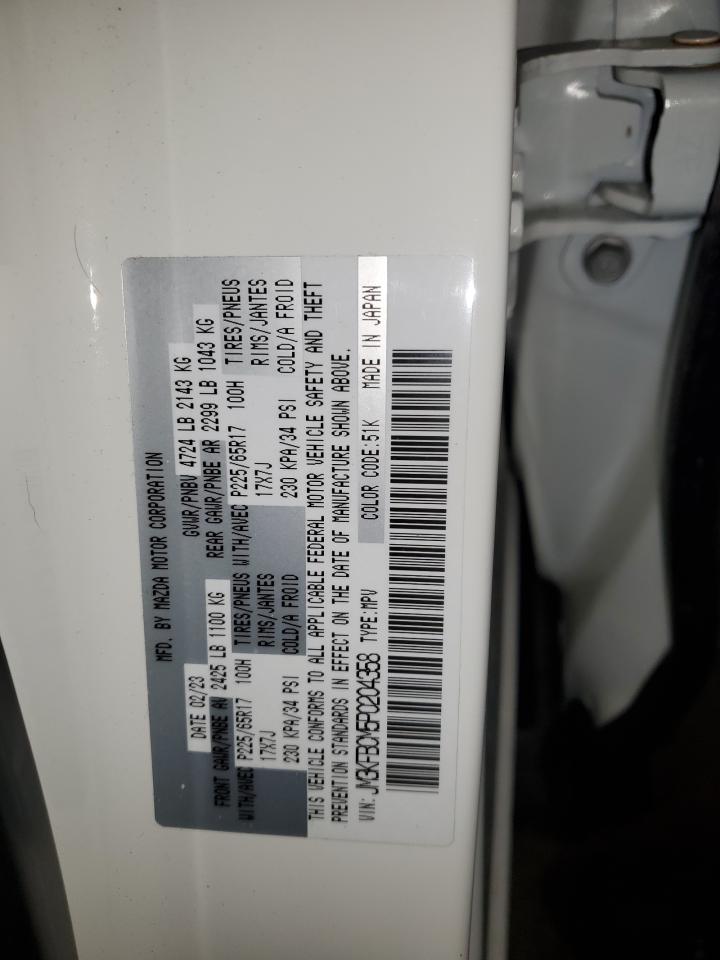 MFD. BY MAZDA MOTOR CORPORATION
DATE 02/23 GVWR/PNBV 4724 LB 2143 KG
FRONT GAWR/PNBE AV 2425 LB 1100 KG REAR GAWR/PNBE AR 2299 LB 1043 KG
WITH/AVEC P225/65R17 100H TIRES/PNEUS WITH/AVEC P225/65R17 100H TIRES/PNEUS
17X7J RIMS/JANTES 17X7J RIMS/JANTES
230 KPA/34 PSI COLD/A FROID 230 KPA/34 PSI COLD/A FROID
THIS VEHICLE CONFORMS TO ALL APPLICABLE FEDERAL MOTOR VEHICLE SAFETY AND THEFT
PREVENTION STANDARDS IN EFFECT ON THE DATE OF MANUFACTURE SHOWN ABOVE.
VIN: JM3KFBCM5P0204358 TYPE:MPV COLOR CODE:51K MADE IN JAPAN